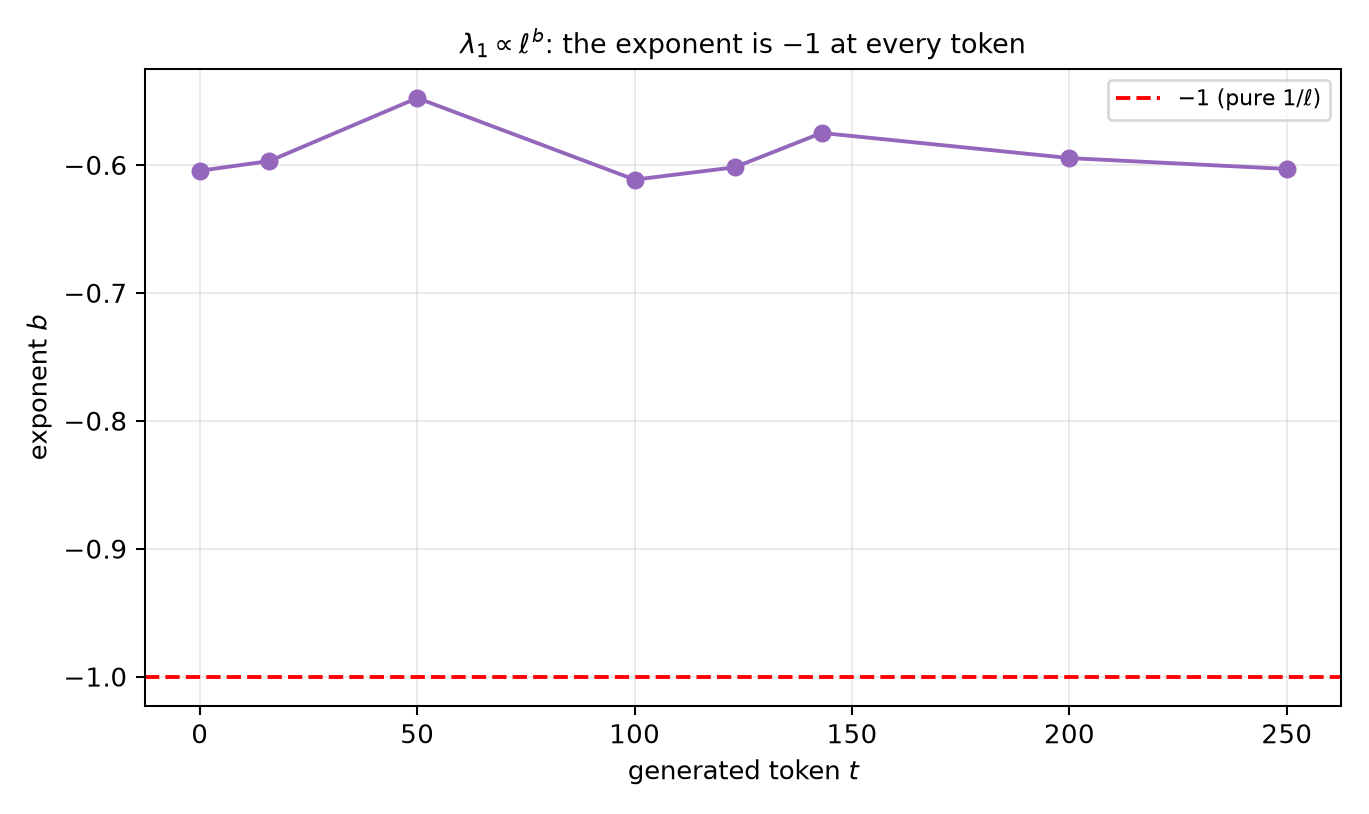 λ₁ ∝ ℓᵇ: the exponent is −1 at every token
−1 (pure 1/ℓ)
exponent b
−0.6
−0.7
−0.8
−0.9
−1.0
0 50 100 150 200 250
generated token t